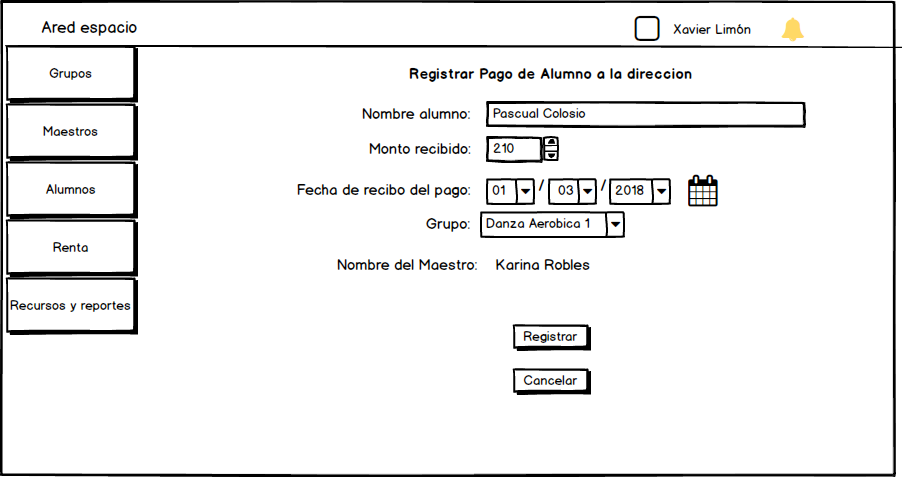 Ared espacio
Xavier Limón
Grupos
Maestros
Alumnos
Renta
Recursos y reportes
Registrar Pago de Alumno a la direccion
Nombre alumno: Pascual Colosio
Monto recibido: 210
Fecha de recibo del pago: 01 / 03 / 2018
Grupo: Danza Aerobica 1
Nombre del Maestro: Karina Robles
Registrar
Cancelar